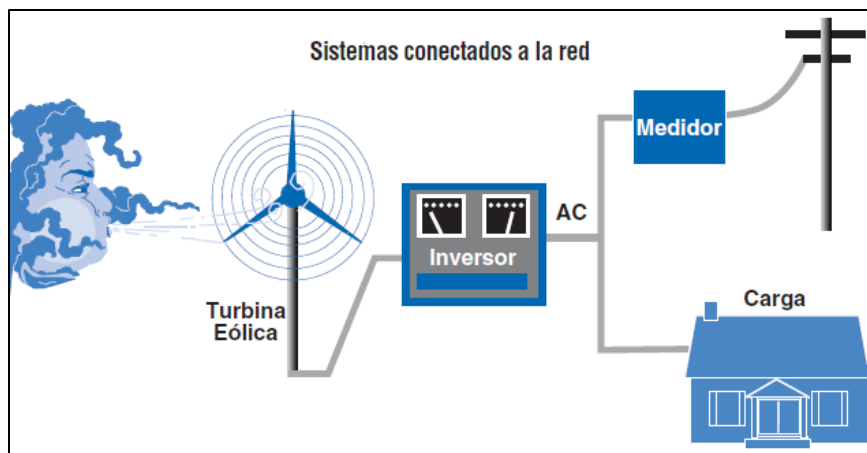 Sistemas conectados a la red
Medidor
AC
Inversor
Turbina
Eólica
Carga